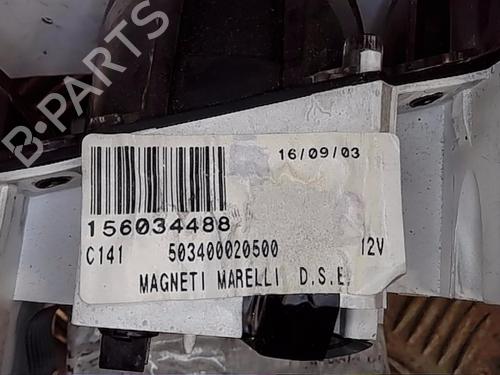 B-PARTS
16/09/03
156034488
C141 503400020500 12V
MAGNETI MARELLI D.S.E.